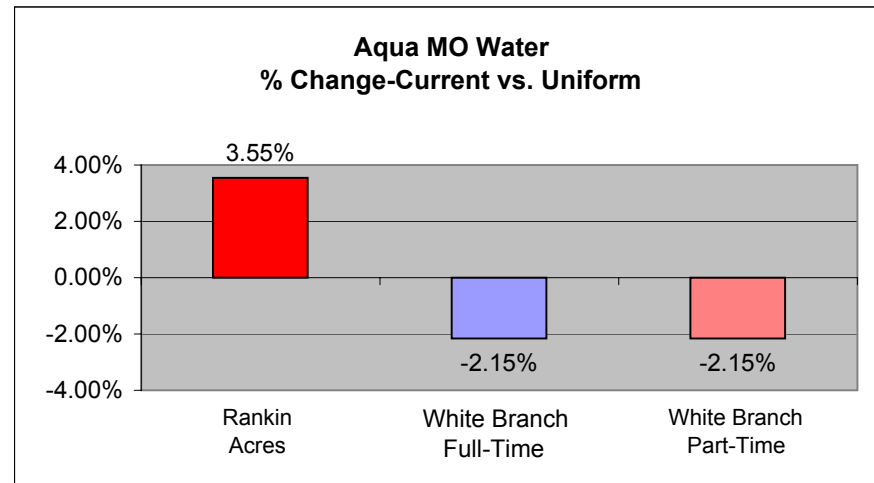 Aqua MO Water
% Change-Current vs. Uniform
3.55%
4.00%
2.00%
0.00%
-2.00%
-4.00%
-2.15%
-2.15%
Rankin
Acres
White Branch
Full-Time
White Branch
Part-Time